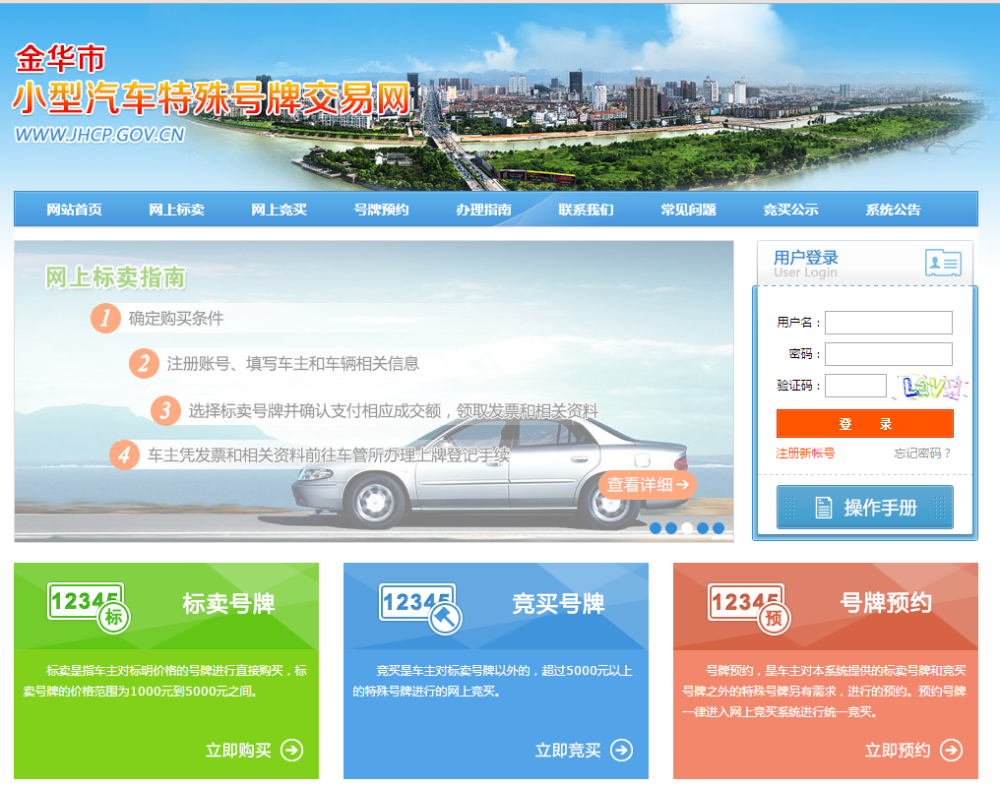 金华市
小型汽车特殊号牌交易网
WWW.JHCP.GOV.CN
网站首页 网上标卖 网上竞买 号牌预约 办理指南 联系我们 常见问题 竞买公示 系统公告
网上标卖指南
1 确定购买条件
2 注册账号、填写车主和车辆相关信息
3 选择标卖号牌并确认支付相应成交额，领取发票和相关资料
4 车主凭发票和相关资料前往车管所办理上牌登记手续
查看详细
用户登录
User Login
用户名：
密码：
验证码：
登 录
注册新帐号 忘记密码？
操作手册
12345 标 标卖号牌
标卖是指车主对标明价格的号牌进行直接购买，标
卖号牌的价格范围为1000元到5000元之间。
立即购买
12345 竞买号牌
竞买是车主对标卖号牌以外的，超过5000元以上
的特殊号牌进行的网上竞买。
立即竞买
12345 预 号牌预约
号牌预约，是车主对本系统提供的标卖号牌和竞买
号牌之外的特殊号牌另有需求，进行的预约。预约号牌
一律进入网上竞买系统进行统一竞买。
立即预约